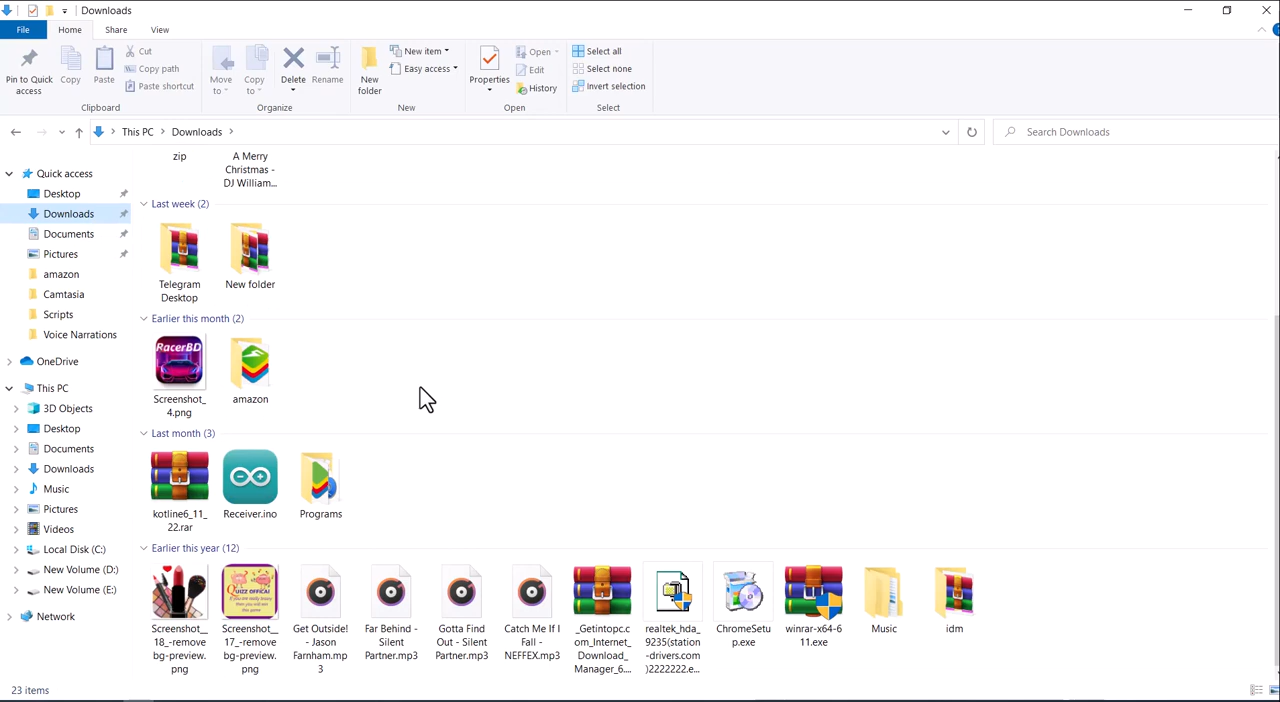 Downloads
File Home Share View
Pin to Quick access
Copy
Paste
Cut
Copy path
Paste shortcut
Clipboard
Move to
Copy to
Delete
Rename
Organize
New folder
New item
Easy access
New
Properties
Open
Edit
History
Open
Select all
Select none
Invert selection
Select
This PC Downloads
Search Downloads
Quick access
Desktop
Downloads
Documents
Pictures
amazon
Camtasia
Scripts
Voice Narrations
OneDrive
This PC
3D Objects
Desktop
Documents
Downloads
Music
Pictures
Videos
Local Disk (C:)
New Volume (D:)
New Volume (E:)
Network
zip
A Merry
Christmas -
DJ William...
Last week (2)
Telegram
Desktop
New folder
Earlier this month (2)
RacerBD
Screenshot_
4.png
amazon
Last month (3)
kotline6_11_
22.rar
Receiver.ino
Programs
Earlier this year (12)
Screenshot__
18_-remove
bg-preview.
png
QUIZZ OFFICAL
Screenshot__
17_-remove
bg-preview.
png
Get Outside!
- Jason
Farnham.mp
3
Far Behind -
Silent
Partner.mp3
Gotta Find
Out - Silent
Partner.mp3
Catch Me If I
Fall -
NEFFEX.mp3
_Getintopc.c
om_Internet_
Download_
Manager_6....
realtek_hda_
9235(station
-drivers.com
)2222222.e...
ChromeSetu
p.exe
winrar-x64-6
11.exe
Music
idm
23 items